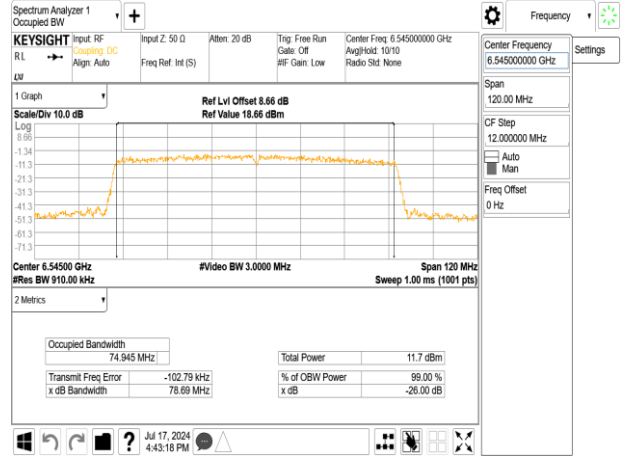 Spectrum Analyzer 1
Occupied BW
Frequency
KEYSIGHT
RL
LXI
Input: RF
Coupling: DC
Align: Auto
Input Z: 50 Ω
Freq Ref: Int (S)
Atten: 20 dB
Trig: Free Run
Gate: Off
#IF Gain: Low
Center Freq: 6.545000000 GHz
Avg|Hold: 10/10
Radio Std: None
Center Frequency
6.545000000 GHz
Settings
Span
120.00 MHz
CF Step
12.000000 MHz
Auto
Man
Freq Offset
0 Hz
1 Graph
Scale/Div 10.0 dB
Ref Lvl Offset 8.66 dB
Ref Value 18.66 dBm
Log
8.66
-1.34
-11.3
-21.3
-31.3
-41.3
-51.3
-61.3
-71.3
Center 6.54500 GHz
#Res BW 910.00 kHz
#Video BW 3.0000 MHz
Span 120 MHz
Sweep 1.00 ms (1001 pts)
2 Metrics
Occupied Bandwidth
74.945 MHz
Total Power 11.7 dBm
Transmit Freq Error -102.79 kHz
% of OBW Power 99.00 %
x dB Bandwidth 78.69 MHz
x dB -26.00 dB
?
Jul 17, 2024
4:43:18 PM